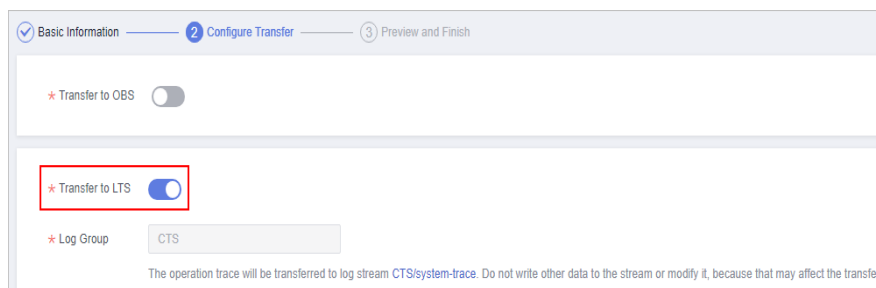 Basic Information 2 Configure Transfer 3 Preview and Finish
* Transfer to OBS
* Transfer to LTS
* Log Group CTS
The operation trace will be transferred to log stream CTS/system-trace. Do not write other data to the stream or modify it, because that may affect the transfe